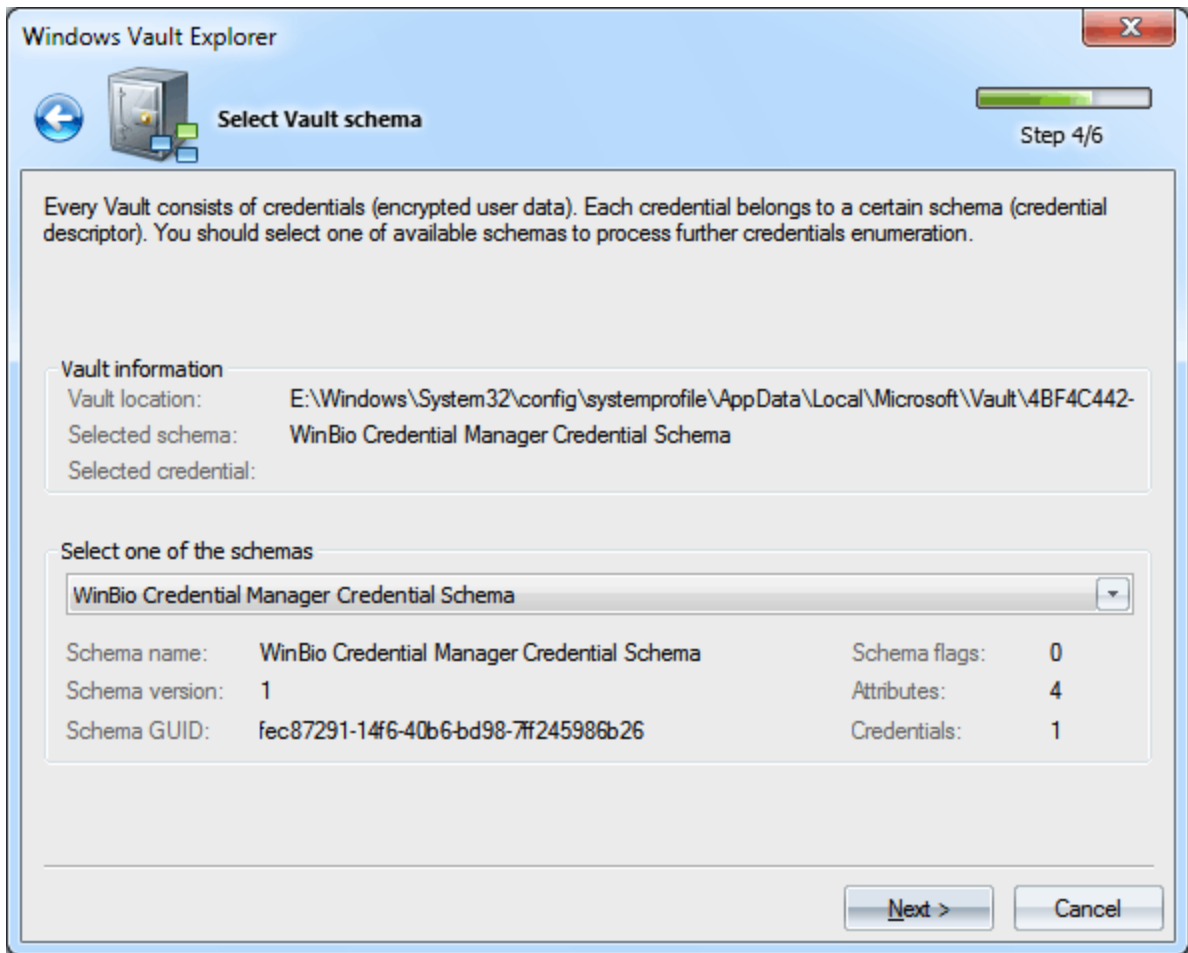 Windows Vault Explorer
Select Vault schema
Step 4/6
Every Vault consists of credentials (encrypted user data). Each credential belongs to a certain schema (credential
descriptor). You should select one of available schemas to process further credentials enumeration.
Vault information
Vault location: E:\Windows\System32\config\systemprofile\AppData\Local\Microsoft\Vault\4BF4C442-
Selected schema: WinBio Credential Manager Credential Schema
Selected credential:
Select one of the schemas
WinBio Credential Manager Credential Schema
Schema name: WinBio Credential Manager Credential Schema Schema flags: 0
Schema version: 1 Attributes: 4
Schema GUID: fec87291-14f6-40b6-bd98-7ff245986b26 Credentials: 1
Next > Cancel